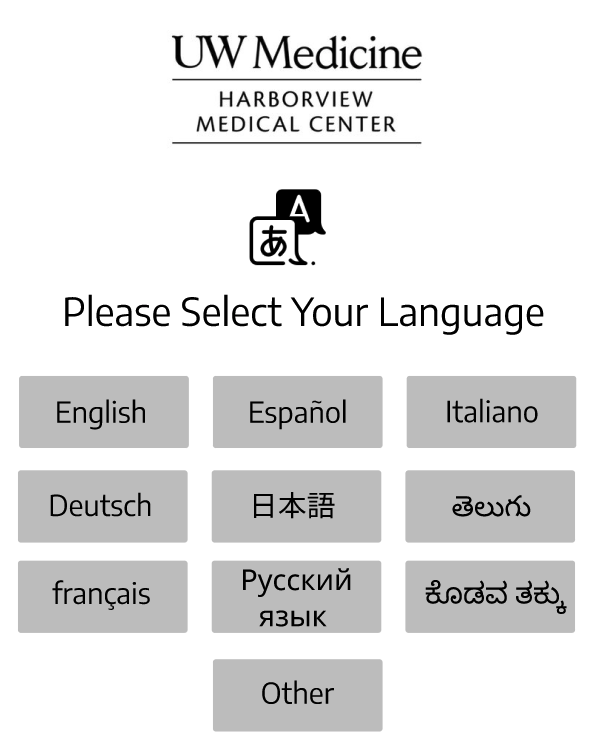 UW Medicine
HARBORVIEW
MEDICAL CENTER
A
あ
Please Select Your Language
English Español Italiano
Deutsch 日本語 తెలుగు
français Русский язык ಕೊಡವ ತಕ್ಕು
Other